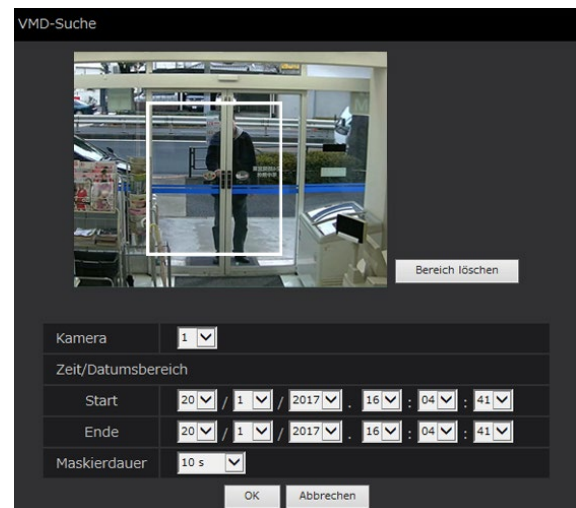 VMD-Suche
Bereich löschen
Kamera 1
Zeit/Datumsbereich
Start 20 / 1 / 2017 . 16 : 04 : 41
Ende 20 / 1 / 2017 . 16 : 04 : 41
Maskierdauer 10 s
OK Abbrechen